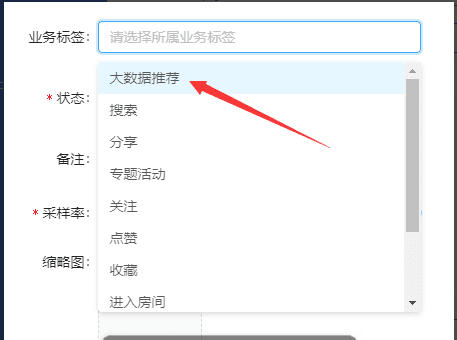 业务标签:
请选择所属业务标签
大数据推荐
* 状态:
搜索
分享
备注:
专题活动
* 采样率:
关注
点赞
缩略图:
收藏
进入房间